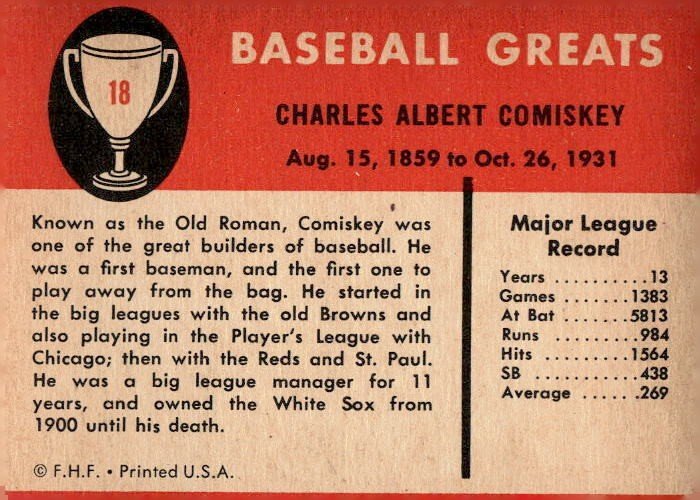 18
BASEBALL GREATS
CHARLES ALBERT COMISKEY
Aug. 15, 1859 to Oct. 26, 1931
Known as the Old Roman, Comiskey was
one of the great builders of baseball. He
was a first baseman, and the first one to
play away from the bag. He started in
the big leagues with the old Browns and
also playing in the Player's League with
Chicago; then with the Reds and St. Paul.
He was a big league manager for 11
years, and owned the White Sox from
1900 until his death.
© F.H.F. • Printed U.S.A.
Major League
Record
Years ............13
Games .......1383
At Bat .......5813
Runs ..........984
Hits ..........1564
SB ............438
Average .....269